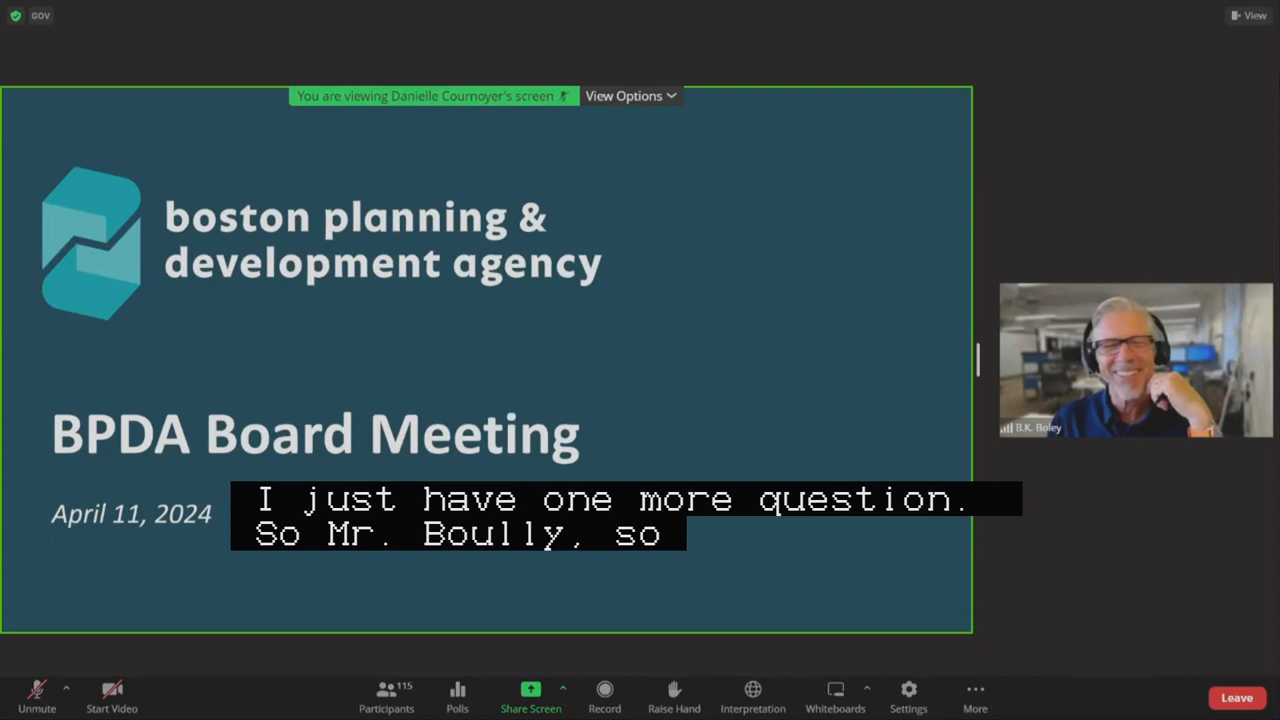 GOV
View
You are viewing Danielle Cournoyer's screen
View Options
boston planning &
development agency
BPDA Board Meeting
April 11, 2024
I just have one more question.
So Mr. Boully, so
B.K. Boley
Unmute
Start Video
115
Participants
Polls
Share Screen
Record
Raise Hand
Interpretation
Whiteboards
Settings
More
Leave